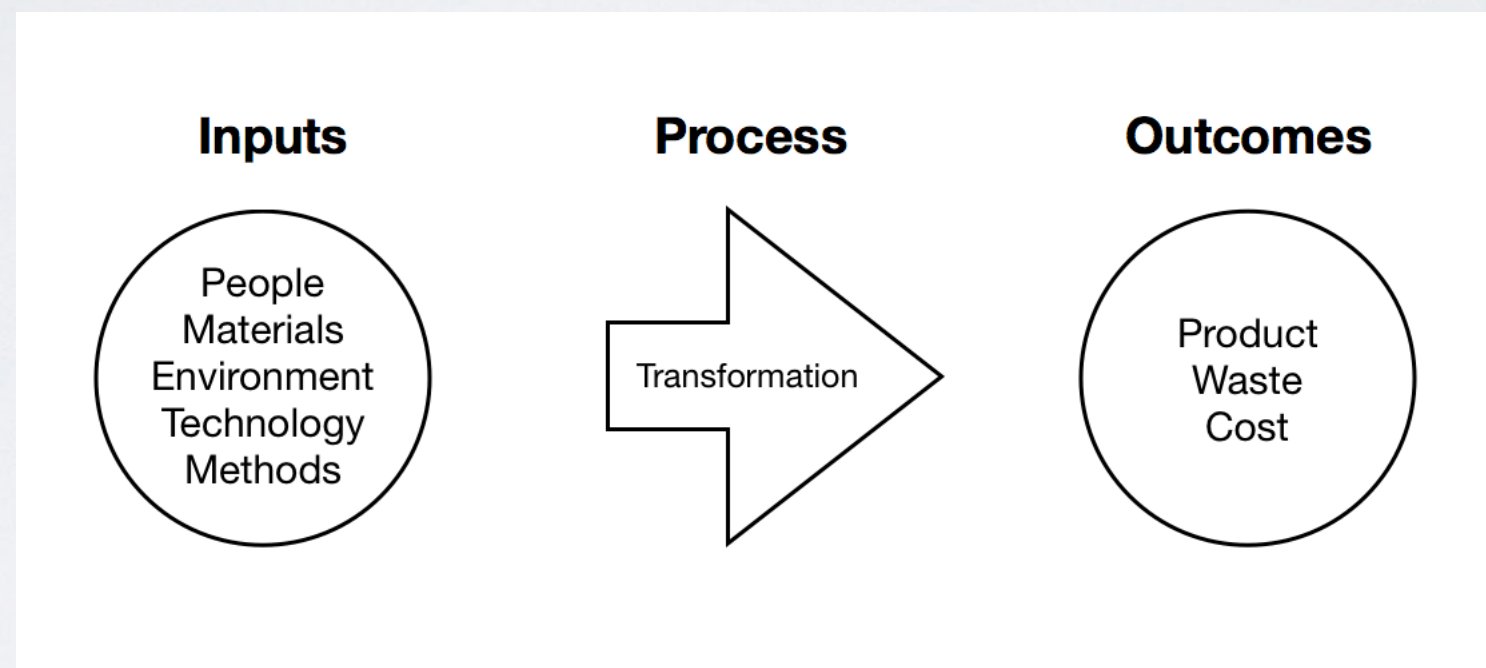 Inputs
People
Materials
Environment
Technology
Methods
Process
Transformation
Outcomes
Product
Waste
Cost